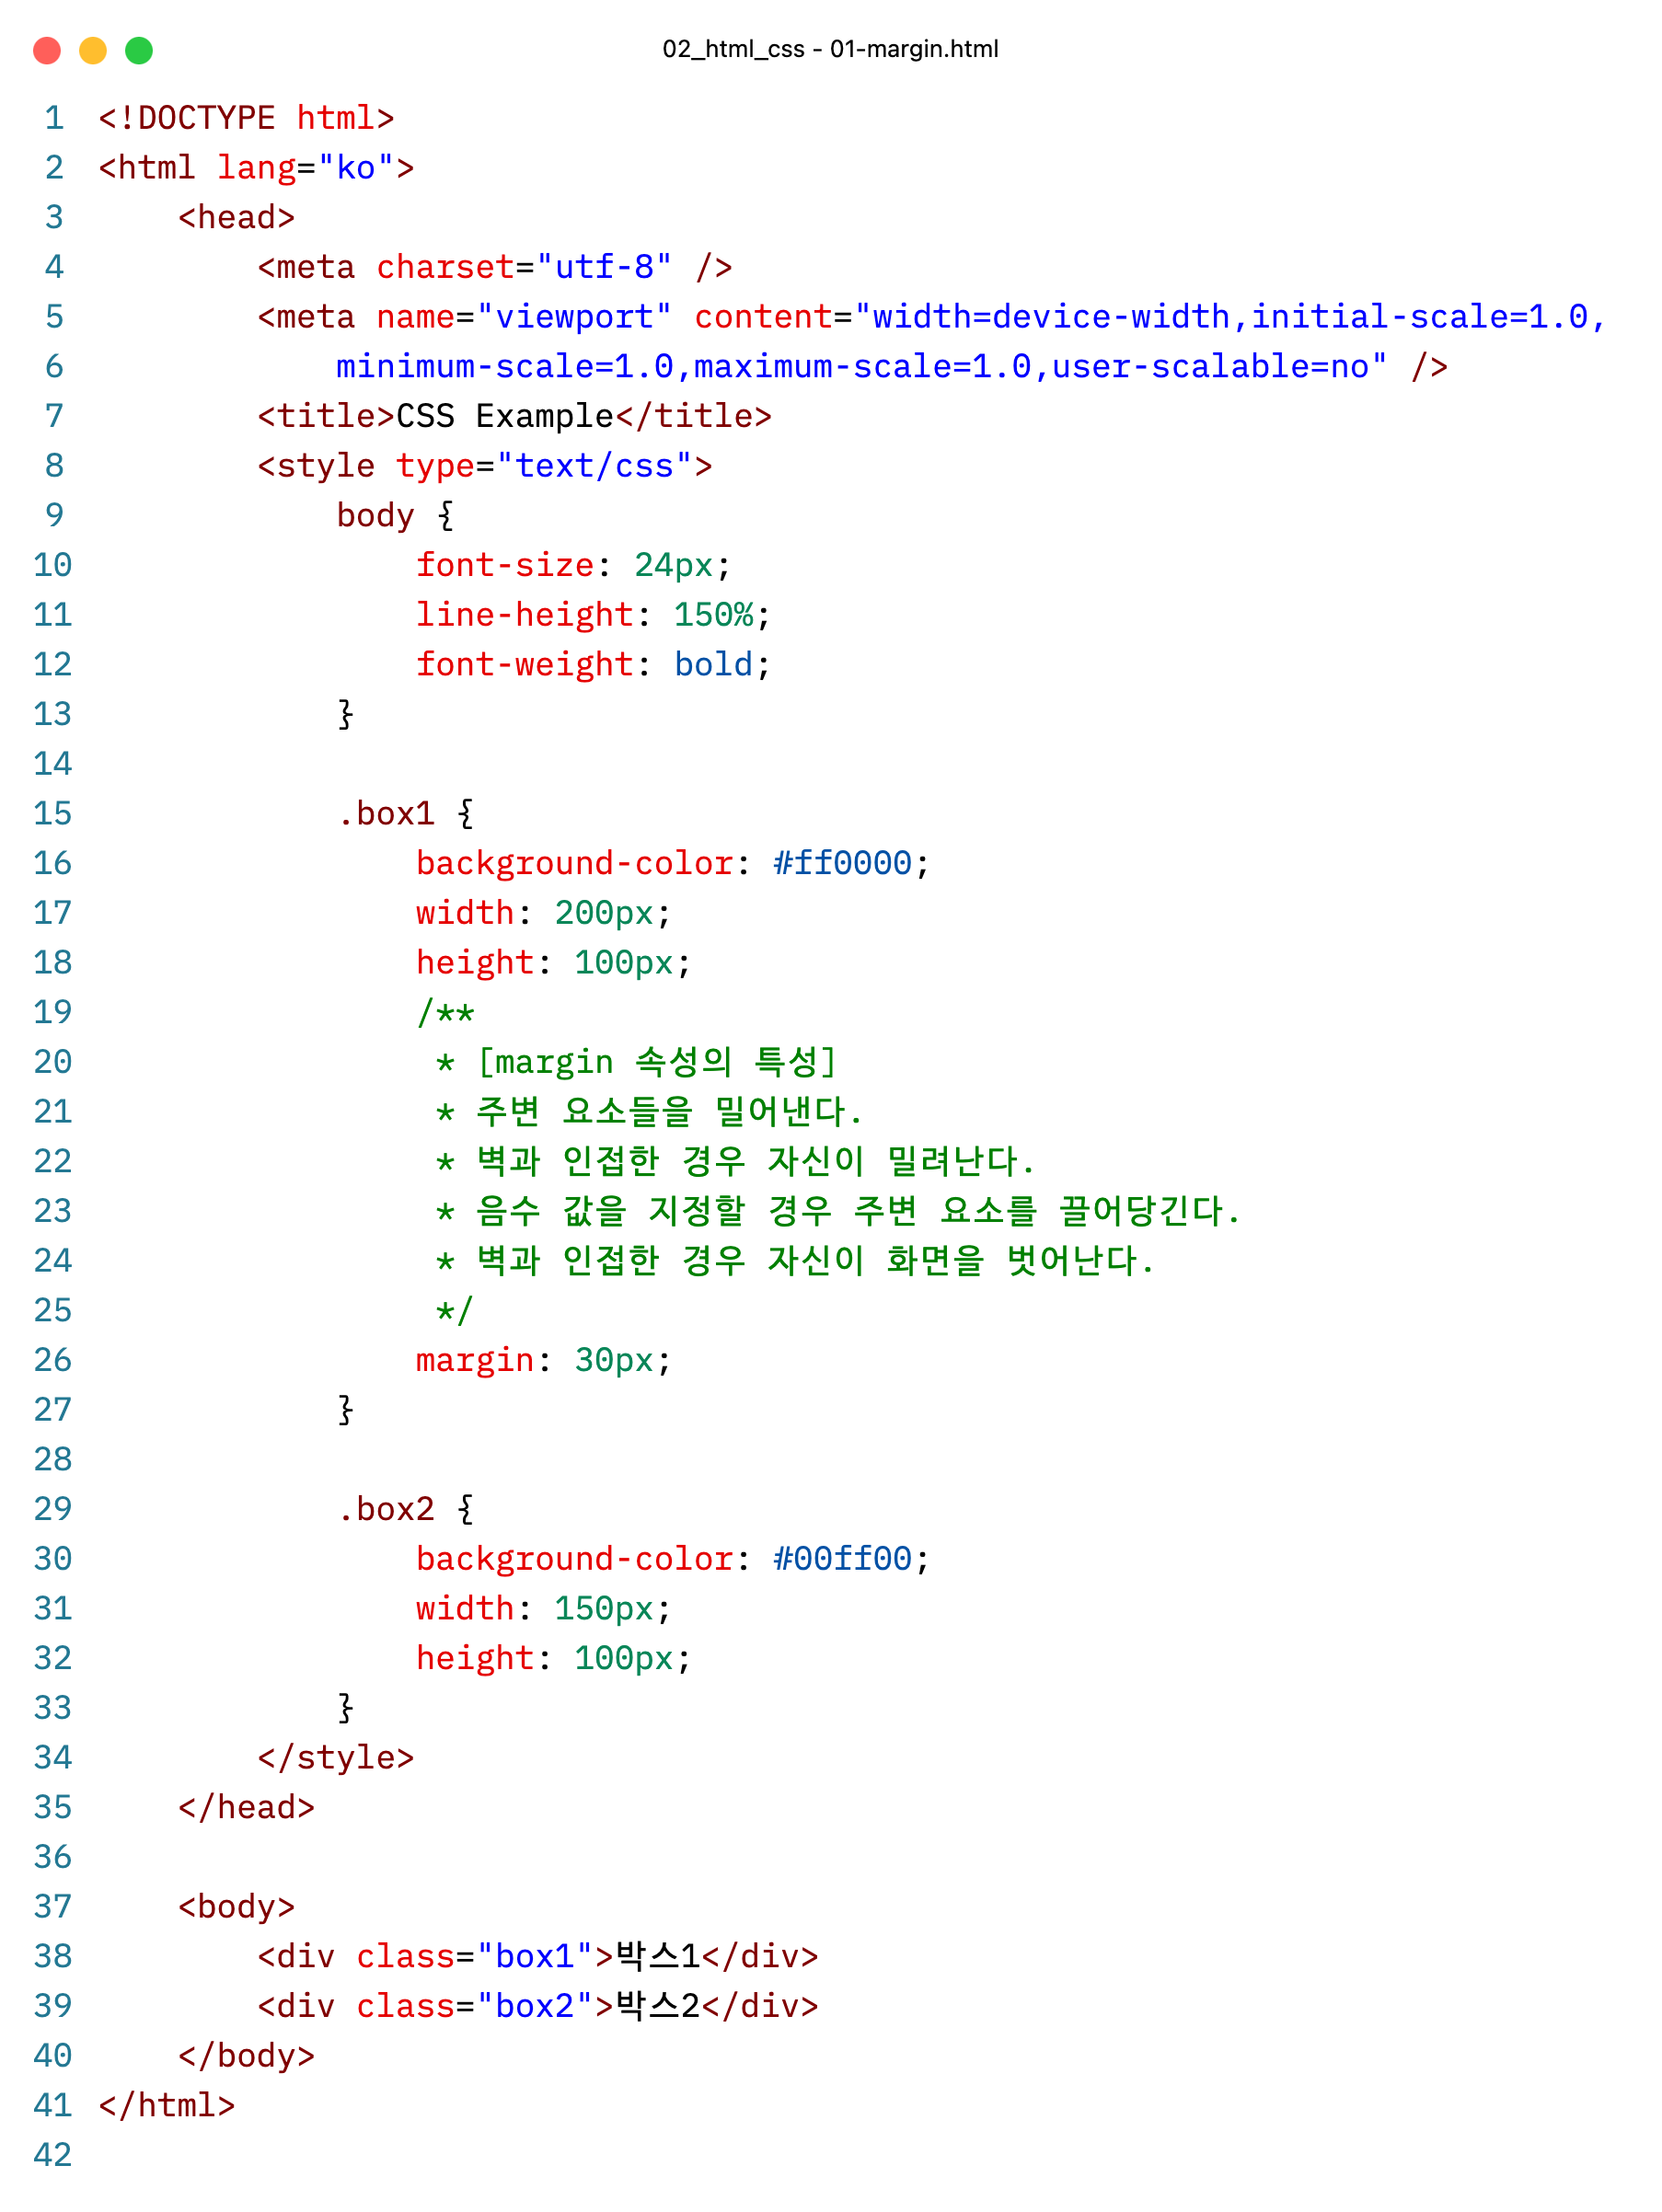 02_html_css - 01-margin.html
1 <!DOCTYPE html>
2 <html lang="ko">
3     <head>
4         <meta charset="utf-8" />
5         <meta name="viewport" content="width=device-width,initial-scale=1.0,
6             minimum-scale=1.0,maximum-scale=1.0,user-scalable=no" />
7         <title>CSS Example</title>
8         <style type="text/css">
9             body {
10                 font-size: 24px;
11                 line-height: 150%;
12                 font-weight: bold;
13             }
14
15             .box1 {
16                 background-color: #ff0000;
17                 width: 200px;
18                 height: 100px;
19                 /**
20                  * [margin 속성의 특성]
21                  * 주변 요소들을 밀어낸다.
22                  * 벽과 인접한 경우 자신이 밀려난다.
23                  * 음수 값을 지정할 경우 주변 요소를 끌어당긴다.
24                  * 벽과 인접한 경우 자신이 화면을 벗어난다.
25                  */
26                 margin: 30px;
27             }
28
29             .box2 {
30                 background-color: #00ff00;
31                 width: 150px;
32                 height: 100px;
33             }
34         </style>
35     </head>
36
37     <body>
38         <div class="box1">박스1</div>
39         <div class="box2">박스2</div>
40     </body>
41 </html>
42